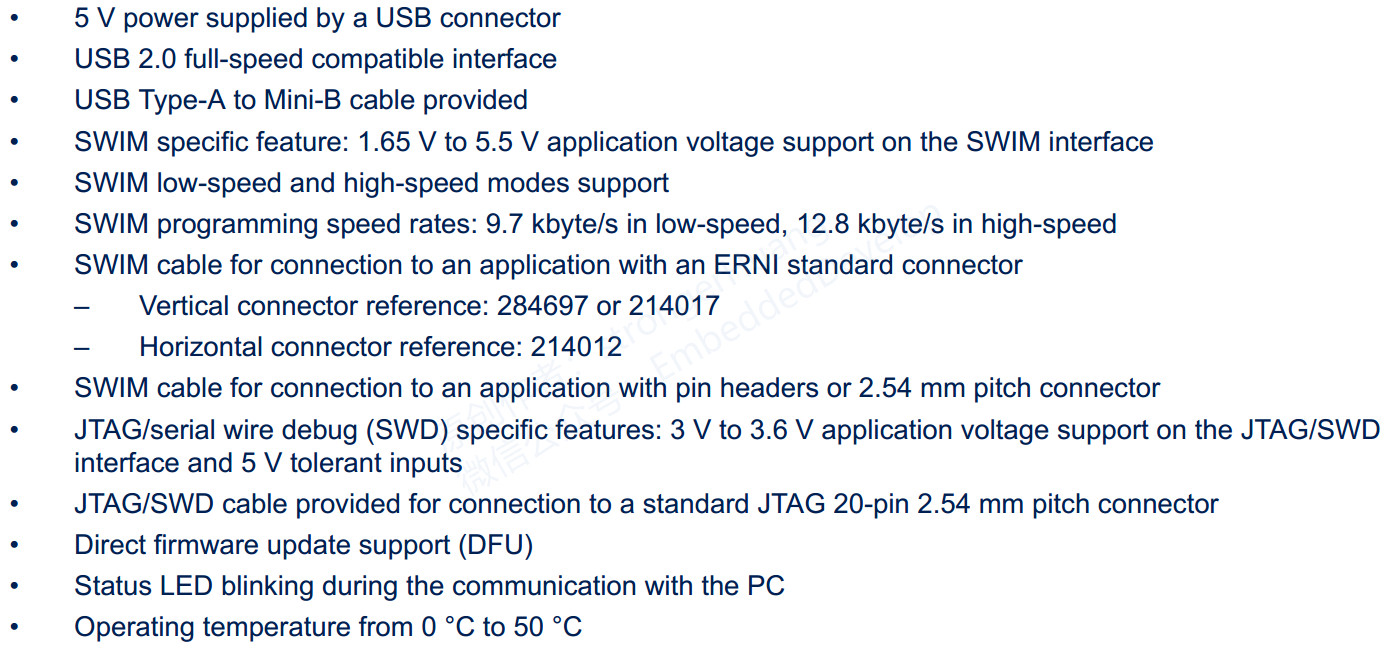 • 5 V power supplied by a USB connector
• USB 2.0 full-speed compatible interface
• USB Type-A to Mini-B cable provided
• SWIM specific feature: 1.65 V to 5.5 V application voltage support on the SWIM interface
• SWIM low-speed and high-speed modes support
• SWIM programming speed rates: 9.7 kbyte/s in low-speed, 12.8 kbyte/s in high-speed
• SWIM cable for connection to an application with an ERNI standard connector
– Vertical connector reference: 284697 or 214017
– Horizontal connector reference: 214012
• SWIM cable for connection to an application with pin headers or 2.54 mm pitch connector
• JTAG/serial wire debug (SWD) specific features: 3 V to 3.6 V application voltage support on the JTAG/SWD
interface and 5 V tolerant inputs
• JTAG/SWD cable provided for connection to a standard JTAG 20-pin 2.54 mm pitch connector
• Direct firmware update support (DFU)
• Status LED blinking during the communication with the PC
• Operating temperature from 0 °C to 50 °C
微信公众号